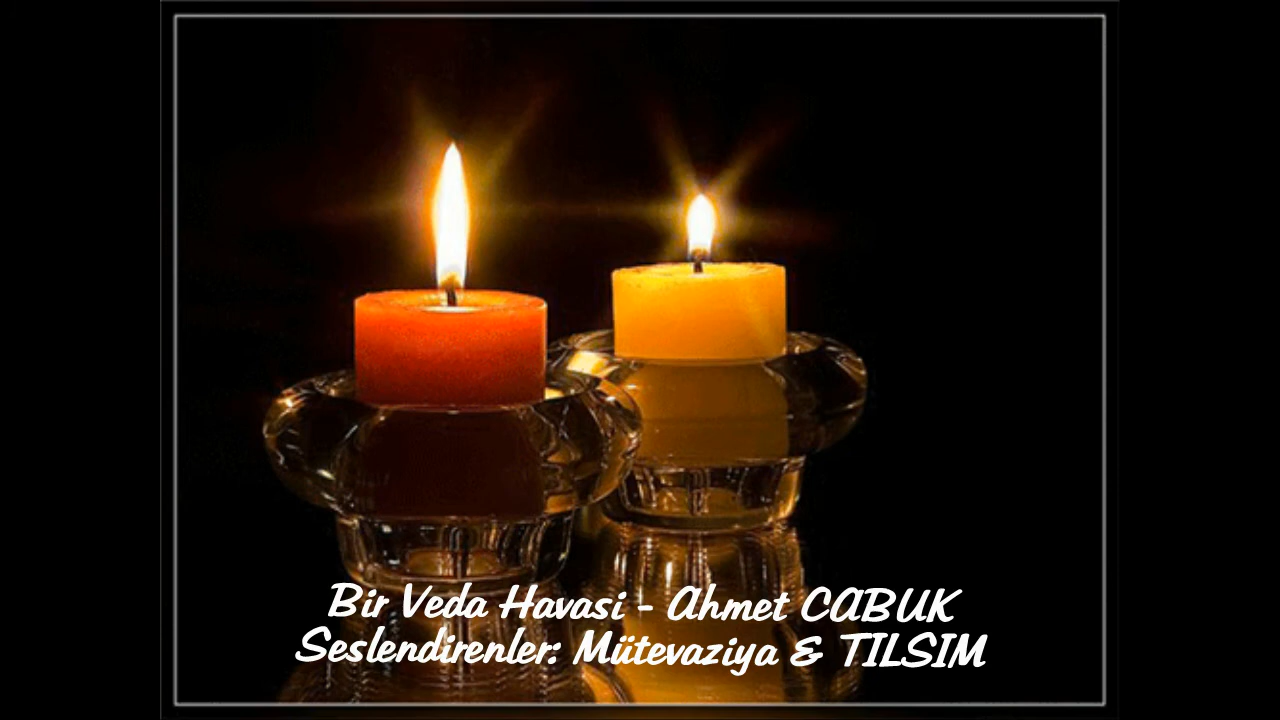 Bir Veda Havasi - Ahmet CABUK
Seslendirenler: Mütevaziya & TILSIM